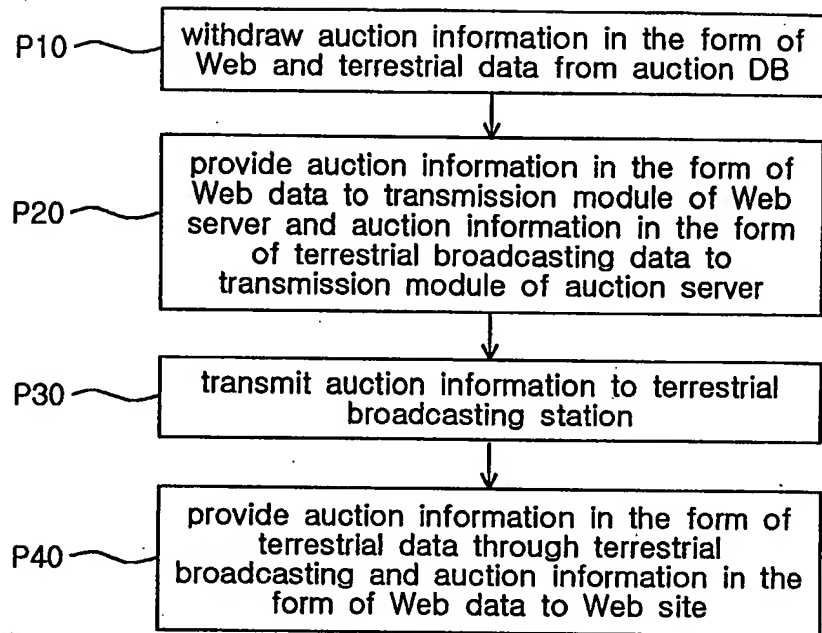 P10
withdraw auction information in the form of
Web and terrestrial data from auction DB
P20
provide auction information in the form of
Web data to transmission module of Web
server and auction information in the form
of terrestrial broadcasting data to
transmission module of auction server
P30
transmit auction information to terrestrial
broadcasting station
P40
provide auction information in the form of
terrestrial data through terrestrial
broadcasting and auction information in the
form of Web data to Web site